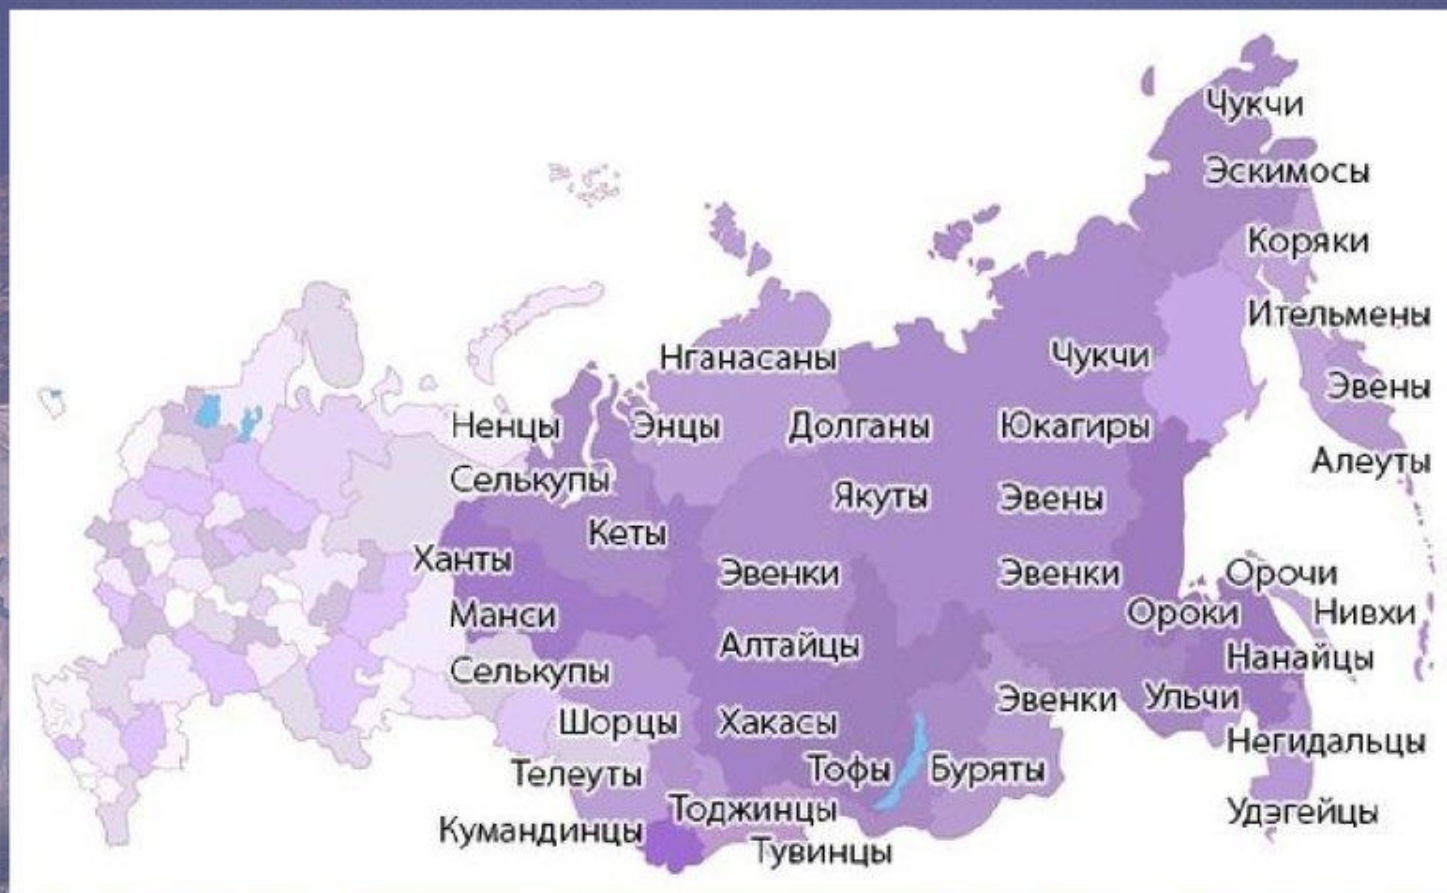 Чукчи
Эскимосы
Коряки
Ительмены
Нганасаны
Чукчи
Эвены
Ненцы
Энцы
Долганы
Юкагиры
Алеуты
Селькупы
Якуты
Эвены
Кеты
Ханты
Эвенки
Эвенки
Орочи
Манси
Ороки
Нивхи
Алтайцы
Нанайцы
Селькупы
Эвенки
Ульчи
Шорцы
Хакасы
Негидальцы
Телеуты
Тофы
Буряты
Тоджинцы
Удэгейцы
Кумандинцы
Тувинцы